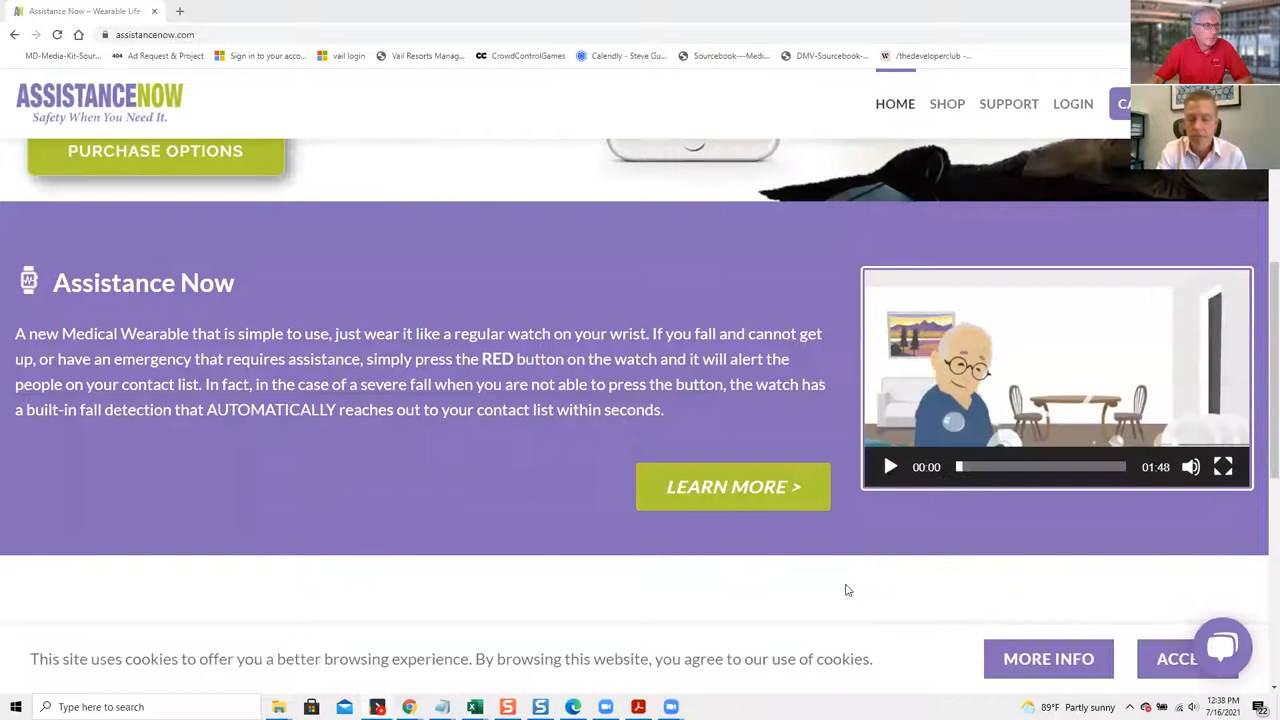 Assistance Now – Wearable Life
assistancenow.com
MD-Media-Kit-Sour...
404 Ad Request & Project
Sign in to your acco...
vail login
Vail Resorts Manag...
CC CrowdControlGames
Calendly - Steve Gu...
Sourcebook---Medi...
DMV-Sourcebook-...
W /thedeveloperclub -...
ASSISTANCENOW
Safety When You Need It.
HOME SHOP SUPPORT LOGIN CA
PURCHASE OPTIONS
Assistance Now
A new Medical Wearable that is simple to use, just wear it like a regular watch on your wrist. If you fall and cannot get
up, or have an emergency that requires assistance, simply press the RED button on the watch and it will alert the
people on your contact list. In fact, in the case of a severe fall when you are not able to press the button, the watch has
a built-in fall detection that AUTOMATICALLY reaches out to your contact list within seconds.
LEARN MORE >
00:00 01:48
This site uses cookies to offer you a better browsing experience. By browsing this website, you agree to our use of cookies.
MORE INFO
ACCE
Type here to search
89°F Partly sunny
12:38 PM
7/16/2021
22